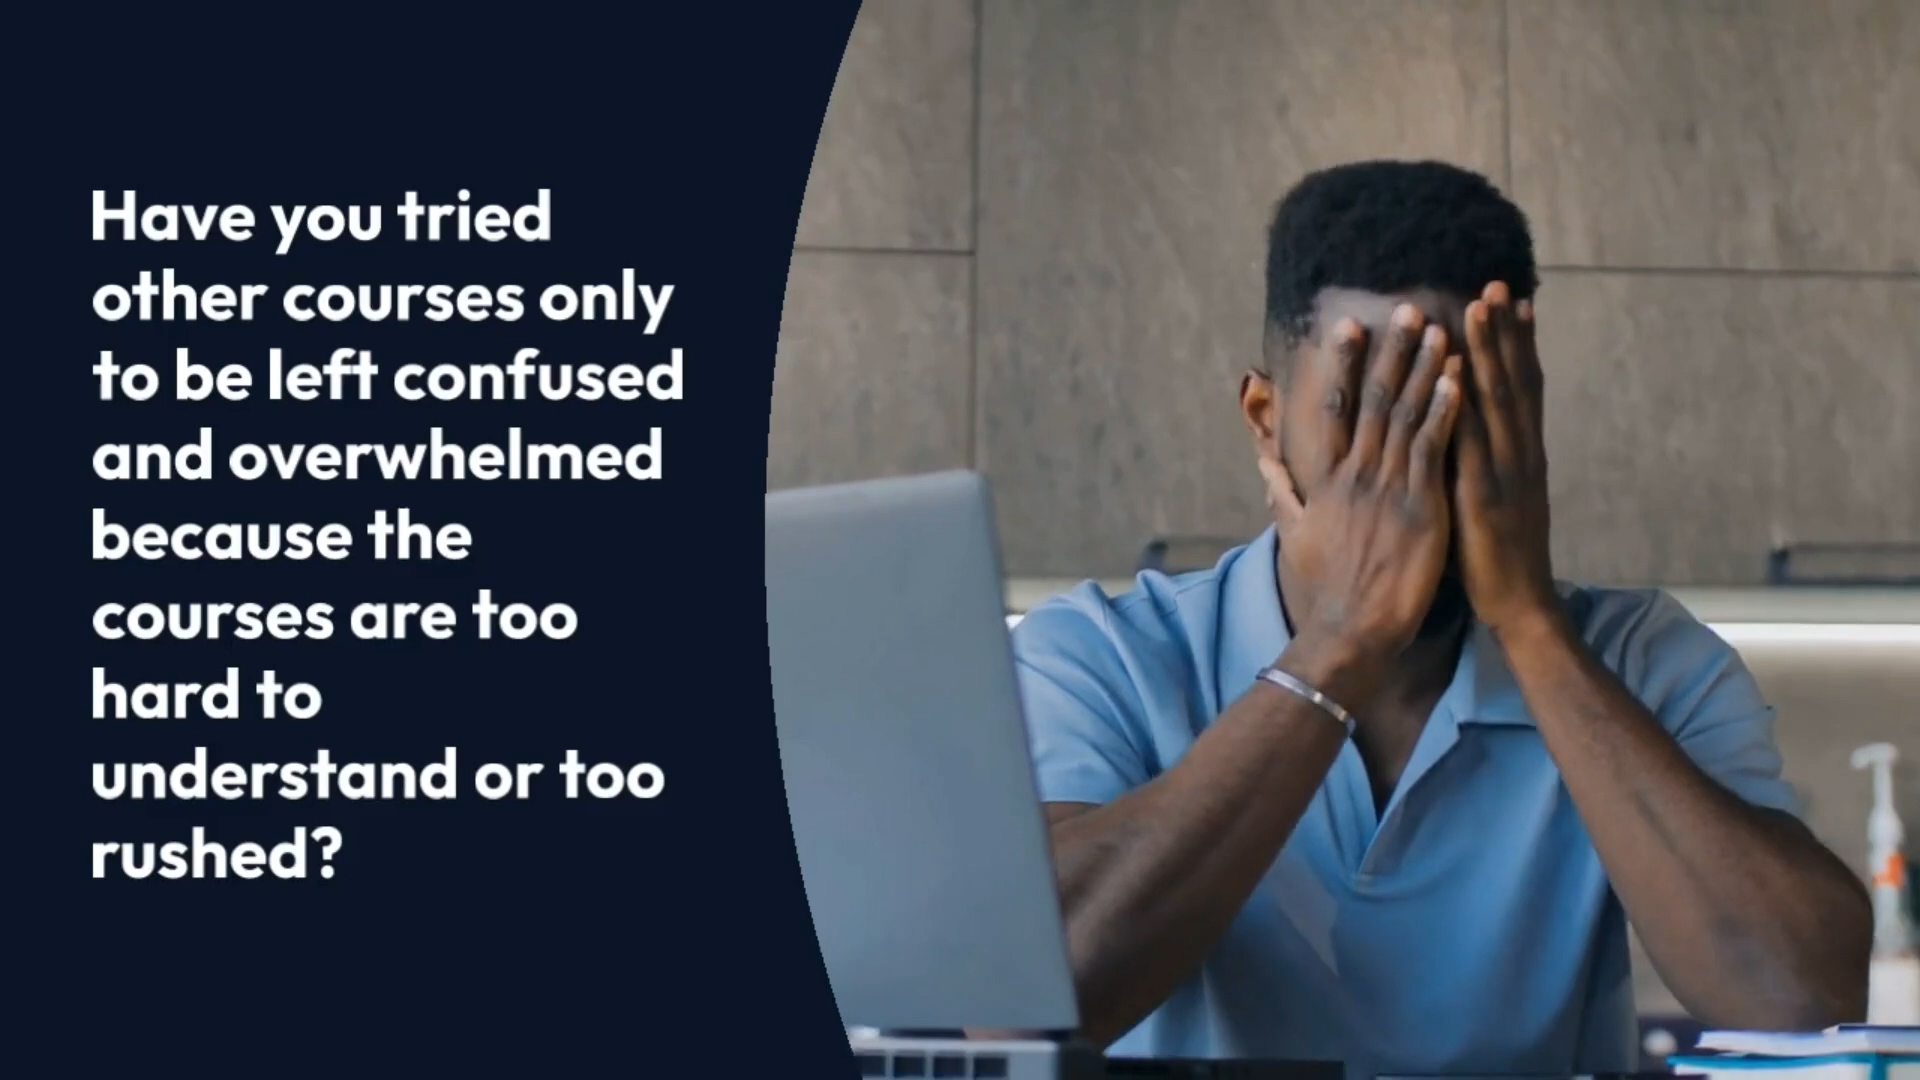 Have you tried
other courses only
to be left confused
and overwhelmed
because the
courses are too
hard to
understand or too
rushed?